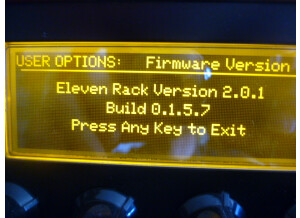 USER OPTIONS: Firmware Version
Eleven Rack Version 2.0.1
Build 0.1.5.7
Press Any Key to Exit